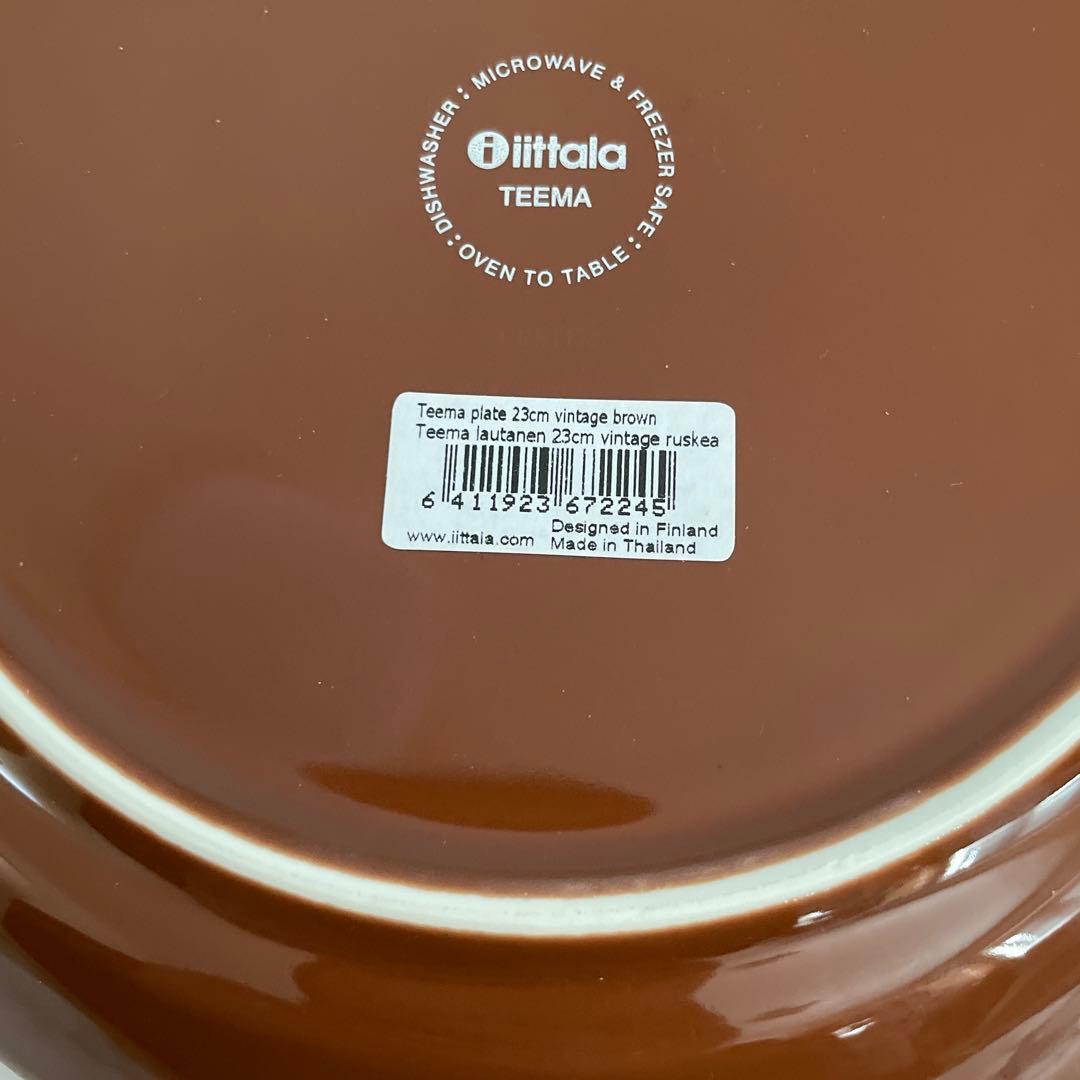 DISHWASHER : MICROWAVE & FREEZER SAFE : OVEN TO TABLE :
iittala
TEEMA
Teema plate 23cm vintage brown
Teema lautanen 23cm vintage ruskea
6 411923 672245
Designed in Finland
www.iittala.com Made in Thailand